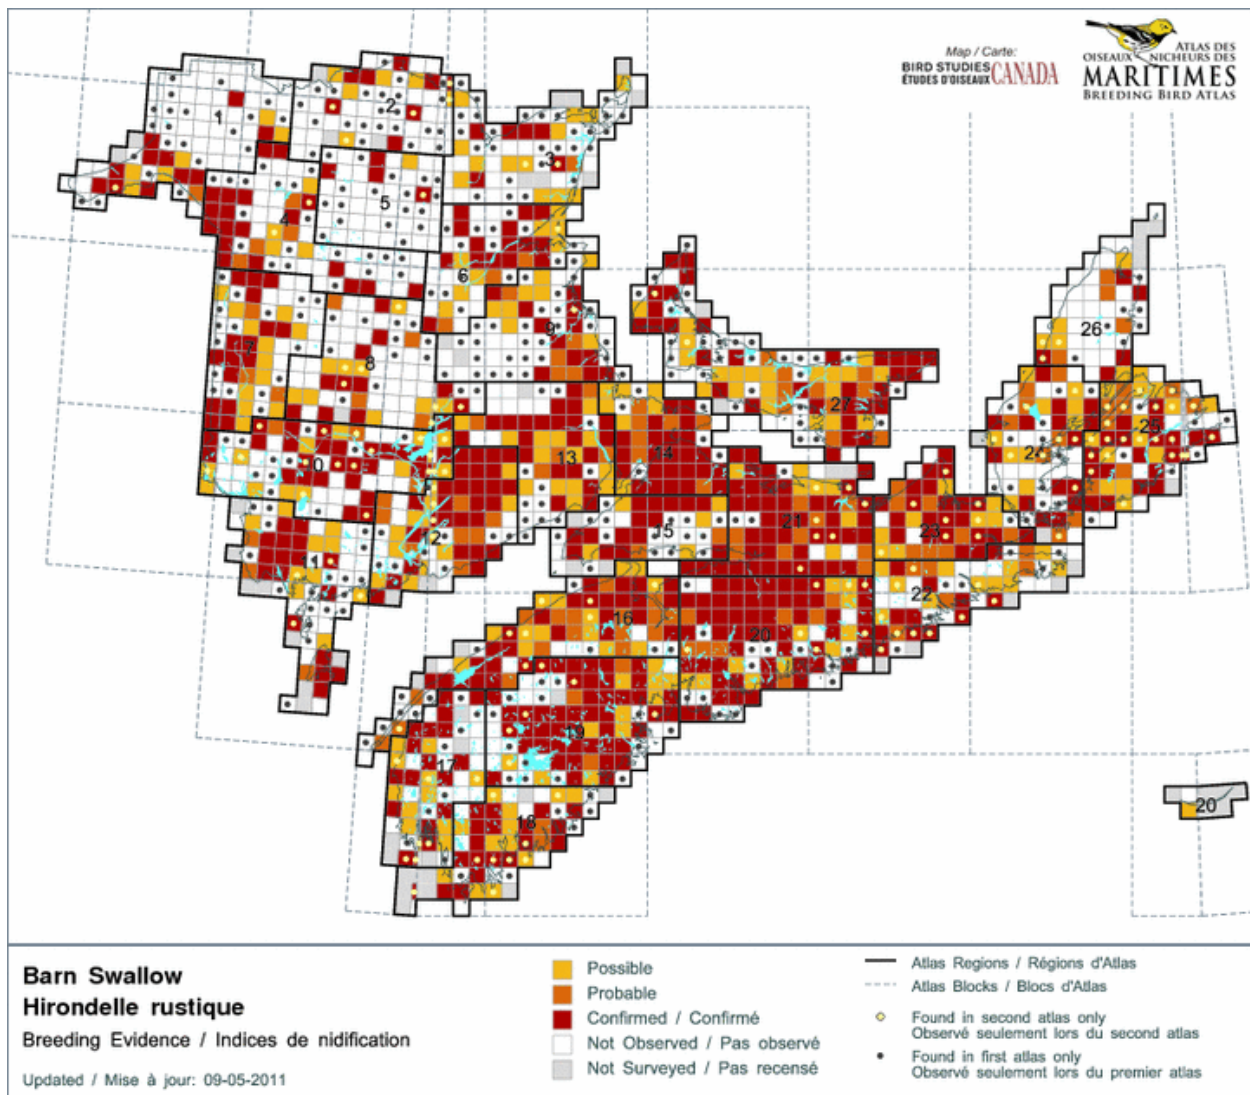 Map / Carte:
BIRD STUDIES
ÉTUDES D'OISEAUX CANADA
ATLAS DES
OISEAUX NICHEURS DES
MARITIMES
BREEDING BIRD ATLAS
1
2
3
4
5
6
7
8
9
10
11
12
13
14
15
16
17
18
19
20
21
22
23
24
25
26
27
20
Barn Swallow
Hirondelle rustique
Breeding Evidence / Indices de nidification
Updated / Mise à jour: 09-05-2011
Possible
Probable
Confirmed / Confirmé
Not Observed / Pas observé
Not Surveyed / Pas recensé
Atlas Regions / Régions d'Atlas
Atlas Blocks / Blocs d'Atlas
Found in second atlas only
Observé seulement lors du second atlas
Found in first atlas only
Observé seulement lors du premier atlas